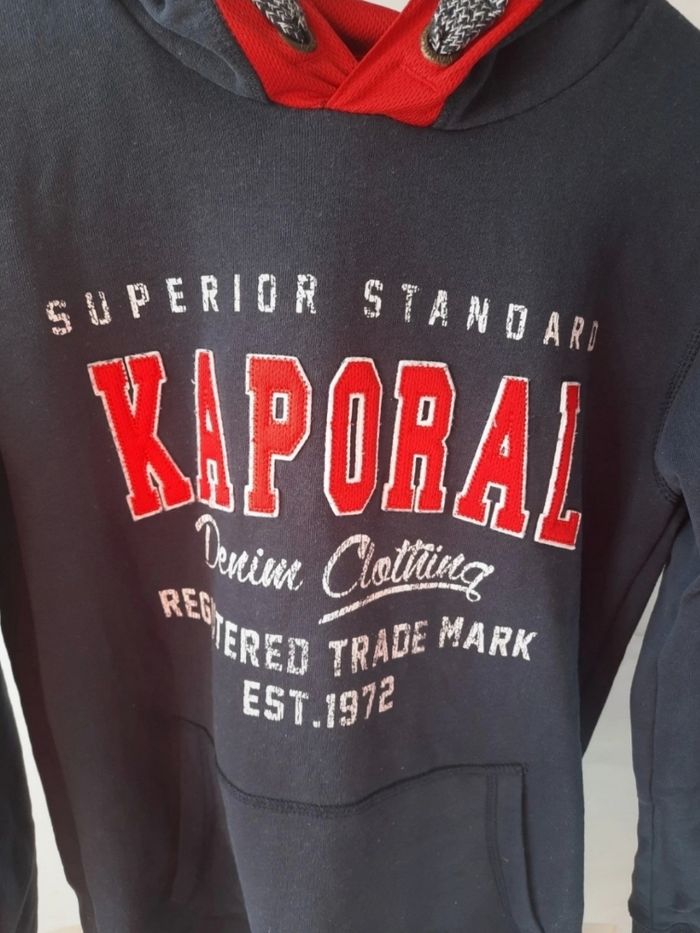 SUPERIOR STANDARD
KAPORAL
Denim Clothing
REGISTERED TRADE MARK
EST.1972